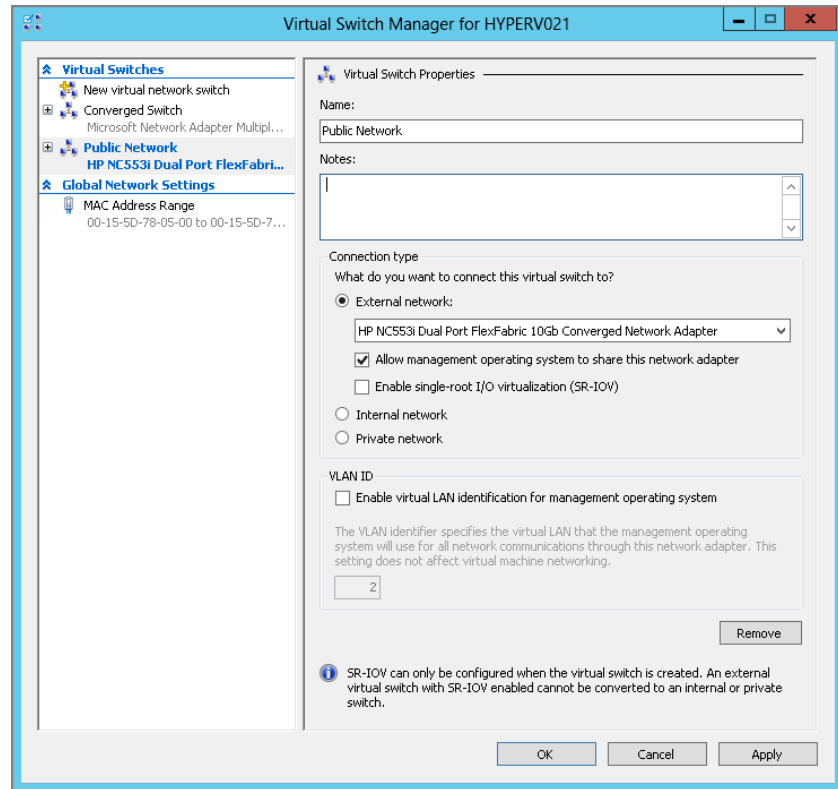 Virtual Switch Manager for HYPERV021
Virtual Switches
New virtual network switch
Converged Switch
Microsoft Network Adapter Multipl...
Public Network
HP NC553i Dual Port FlexFabri...
Global Network Settings
MAC Address Range
00-15-5D-78-05-00 to 00-15-5D-7...
Virtual Switch Properties
Name:
Public Network
Notes:
Connection type
What do you want to connect this virtual switch to?
External network:
HP NC553i Dual Port FlexFabric 10Gb Converged Network Adapter
Allow management operating system to share this network adapter
Enable single-root I/O virtualization (SR-IOV)
Internal network
Private network
VLAN ID
Enable virtual LAN identification for management operating system
The VLAN identifier specifies the virtual LAN that the management operating
system will use for all network communications through this network adapter. This
setting does not affect virtual machine networking.
2
Remove
SR-IOV can only be configured when the virtual switch is created. An external
virtual switch with SR-IOV enabled cannot be converted to an internal or private
switch.
OK
Cancel
Apply